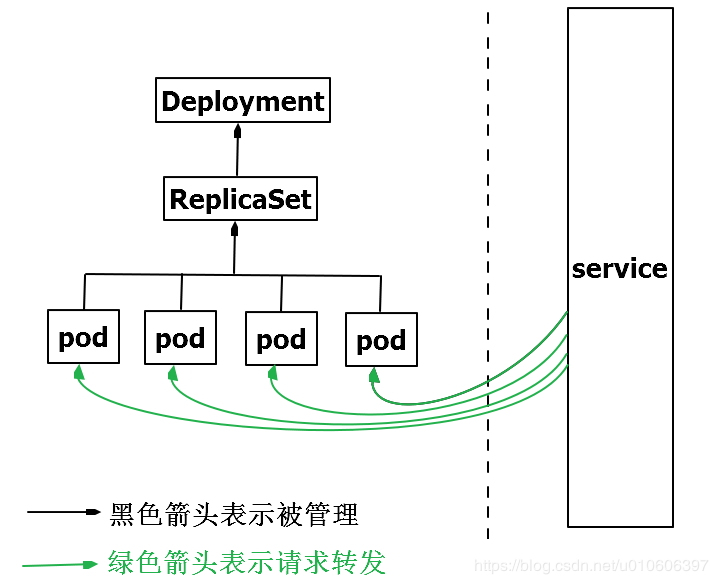 Deployment
ReplicaSet
service
pod pod pod pod
黑色箭头表示被管理
绿色箭头表示请求转发
https://blog.csdn.net/u010606397